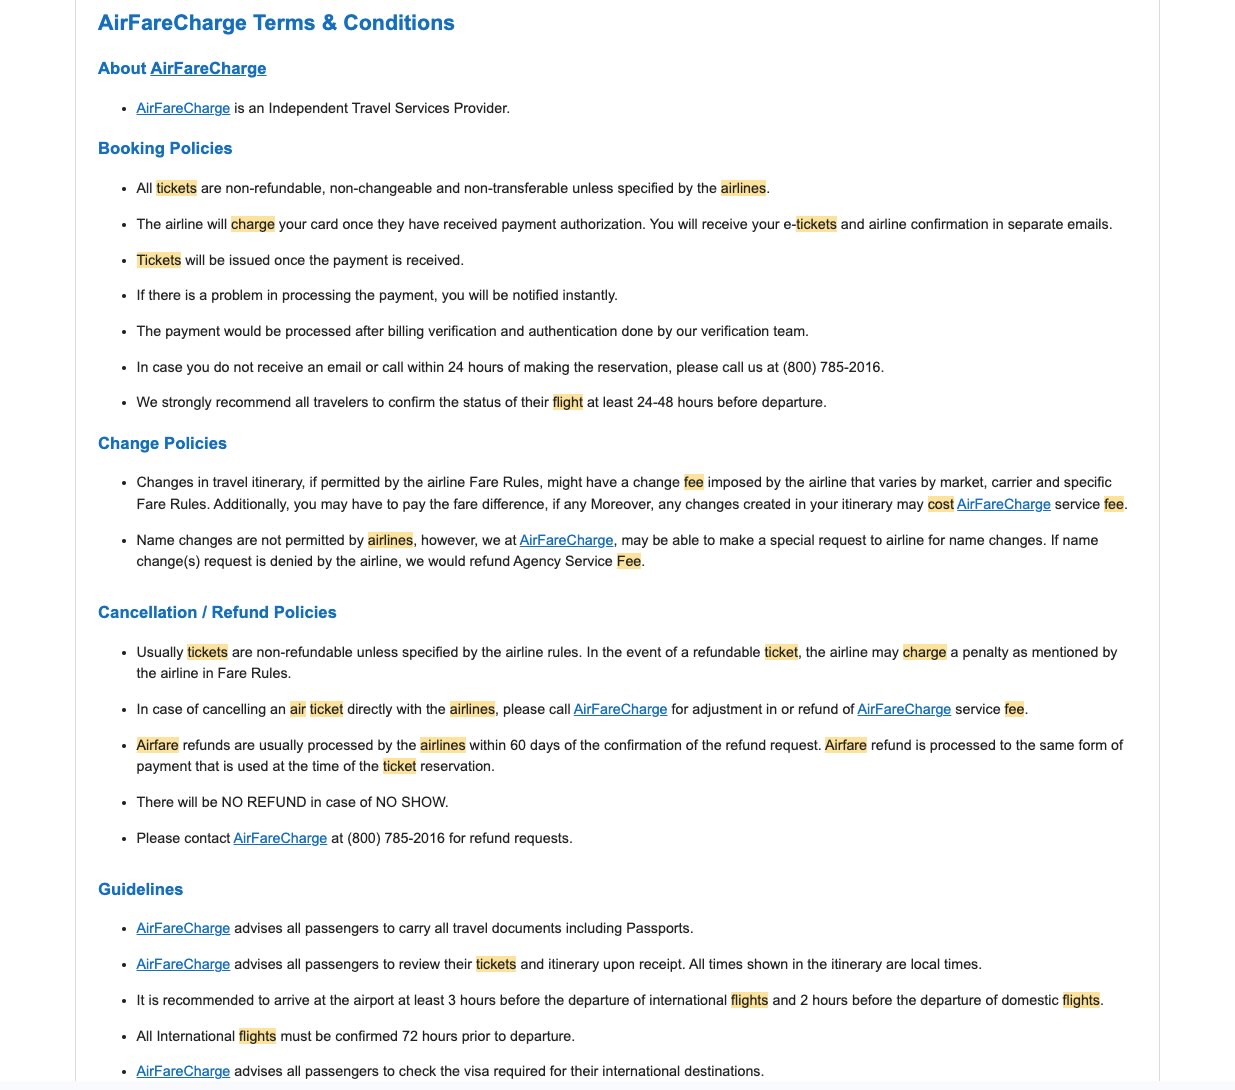 AirFareCharge Terms & Conditions
About AirFareCharge
• AirFareCharge is an Independent Travel Services Provider.
Booking Policies
• All tickets are non-refundable, non-changeable and non-transferable unless specified by the airlines.
• The airline will charge your card once they have received payment authorization. You will receive your e-tickets and airline confirmation in separate emails.
• Tickets will be issued once the payment is received.
• If there is a problem in processing the payment, you will be notified instantly.
• The payment would be processed after billing verification and authentication done by our verification team.
• In case you do not receive an email or call within 24 hours of making the reservation, please call us at (800) 785-2016.
• We strongly recommend all travelers to confirm the status of their flight at least 24-48 hours before departure.
Change Policies
• Changes in travel itinerary, if permitted by the airline Fare Rules, might have a change fee imposed by the airline that varies by market, carrier and specific
Fare Rules. Additionally, you may have to pay the fare difference, if any Moreover, any changes created in your itinerary may cost AirFareCharge service fee.
• Name changes are not permitted by airlines, however, we at AirFareCharge, may be able to make a special request to airline for name changes. If name
change(s) request is denied by the airline, we would refund Agency Service Fee.
Cancellation / Refund Policies
• Usually tickets are non-refundable unless specified by the airline rules. In the event of a refundable ticket, the airline may charge a penalty as mentioned by
the airline in Fare Rules.
• In case of cancelling an air ticket directly with the airlines, please call AirFareCharge for adjustment in or refund of AirFareCharge service fee.
• Airfare refunds are usually processed by the airlines within 60 days of the confirmation of the refund request. Airfare refund is processed to the same form of
payment that is used at the time of the ticket reservation.
• There will be NO REFUND in case of NO SHOW.
• Please contact AirFareCharge at (800) 785-2016 for refund requests.
Guidelines
• AirFareCharge advises all passengers to carry all travel documents including Passports.
• AirFareCharge advises all passengers to review their tickets and itinerary upon receipt. All times shown in the itinerary are local times.
• It is recommended to arrive at the airport at least 3 hours before the departure of international flights and 2 hours before the departure of domestic flights.
• All International flights must be confirmed 72 hours prior to departure.
• AirFareCharge advises all passengers to check the visa required for their international destinations.